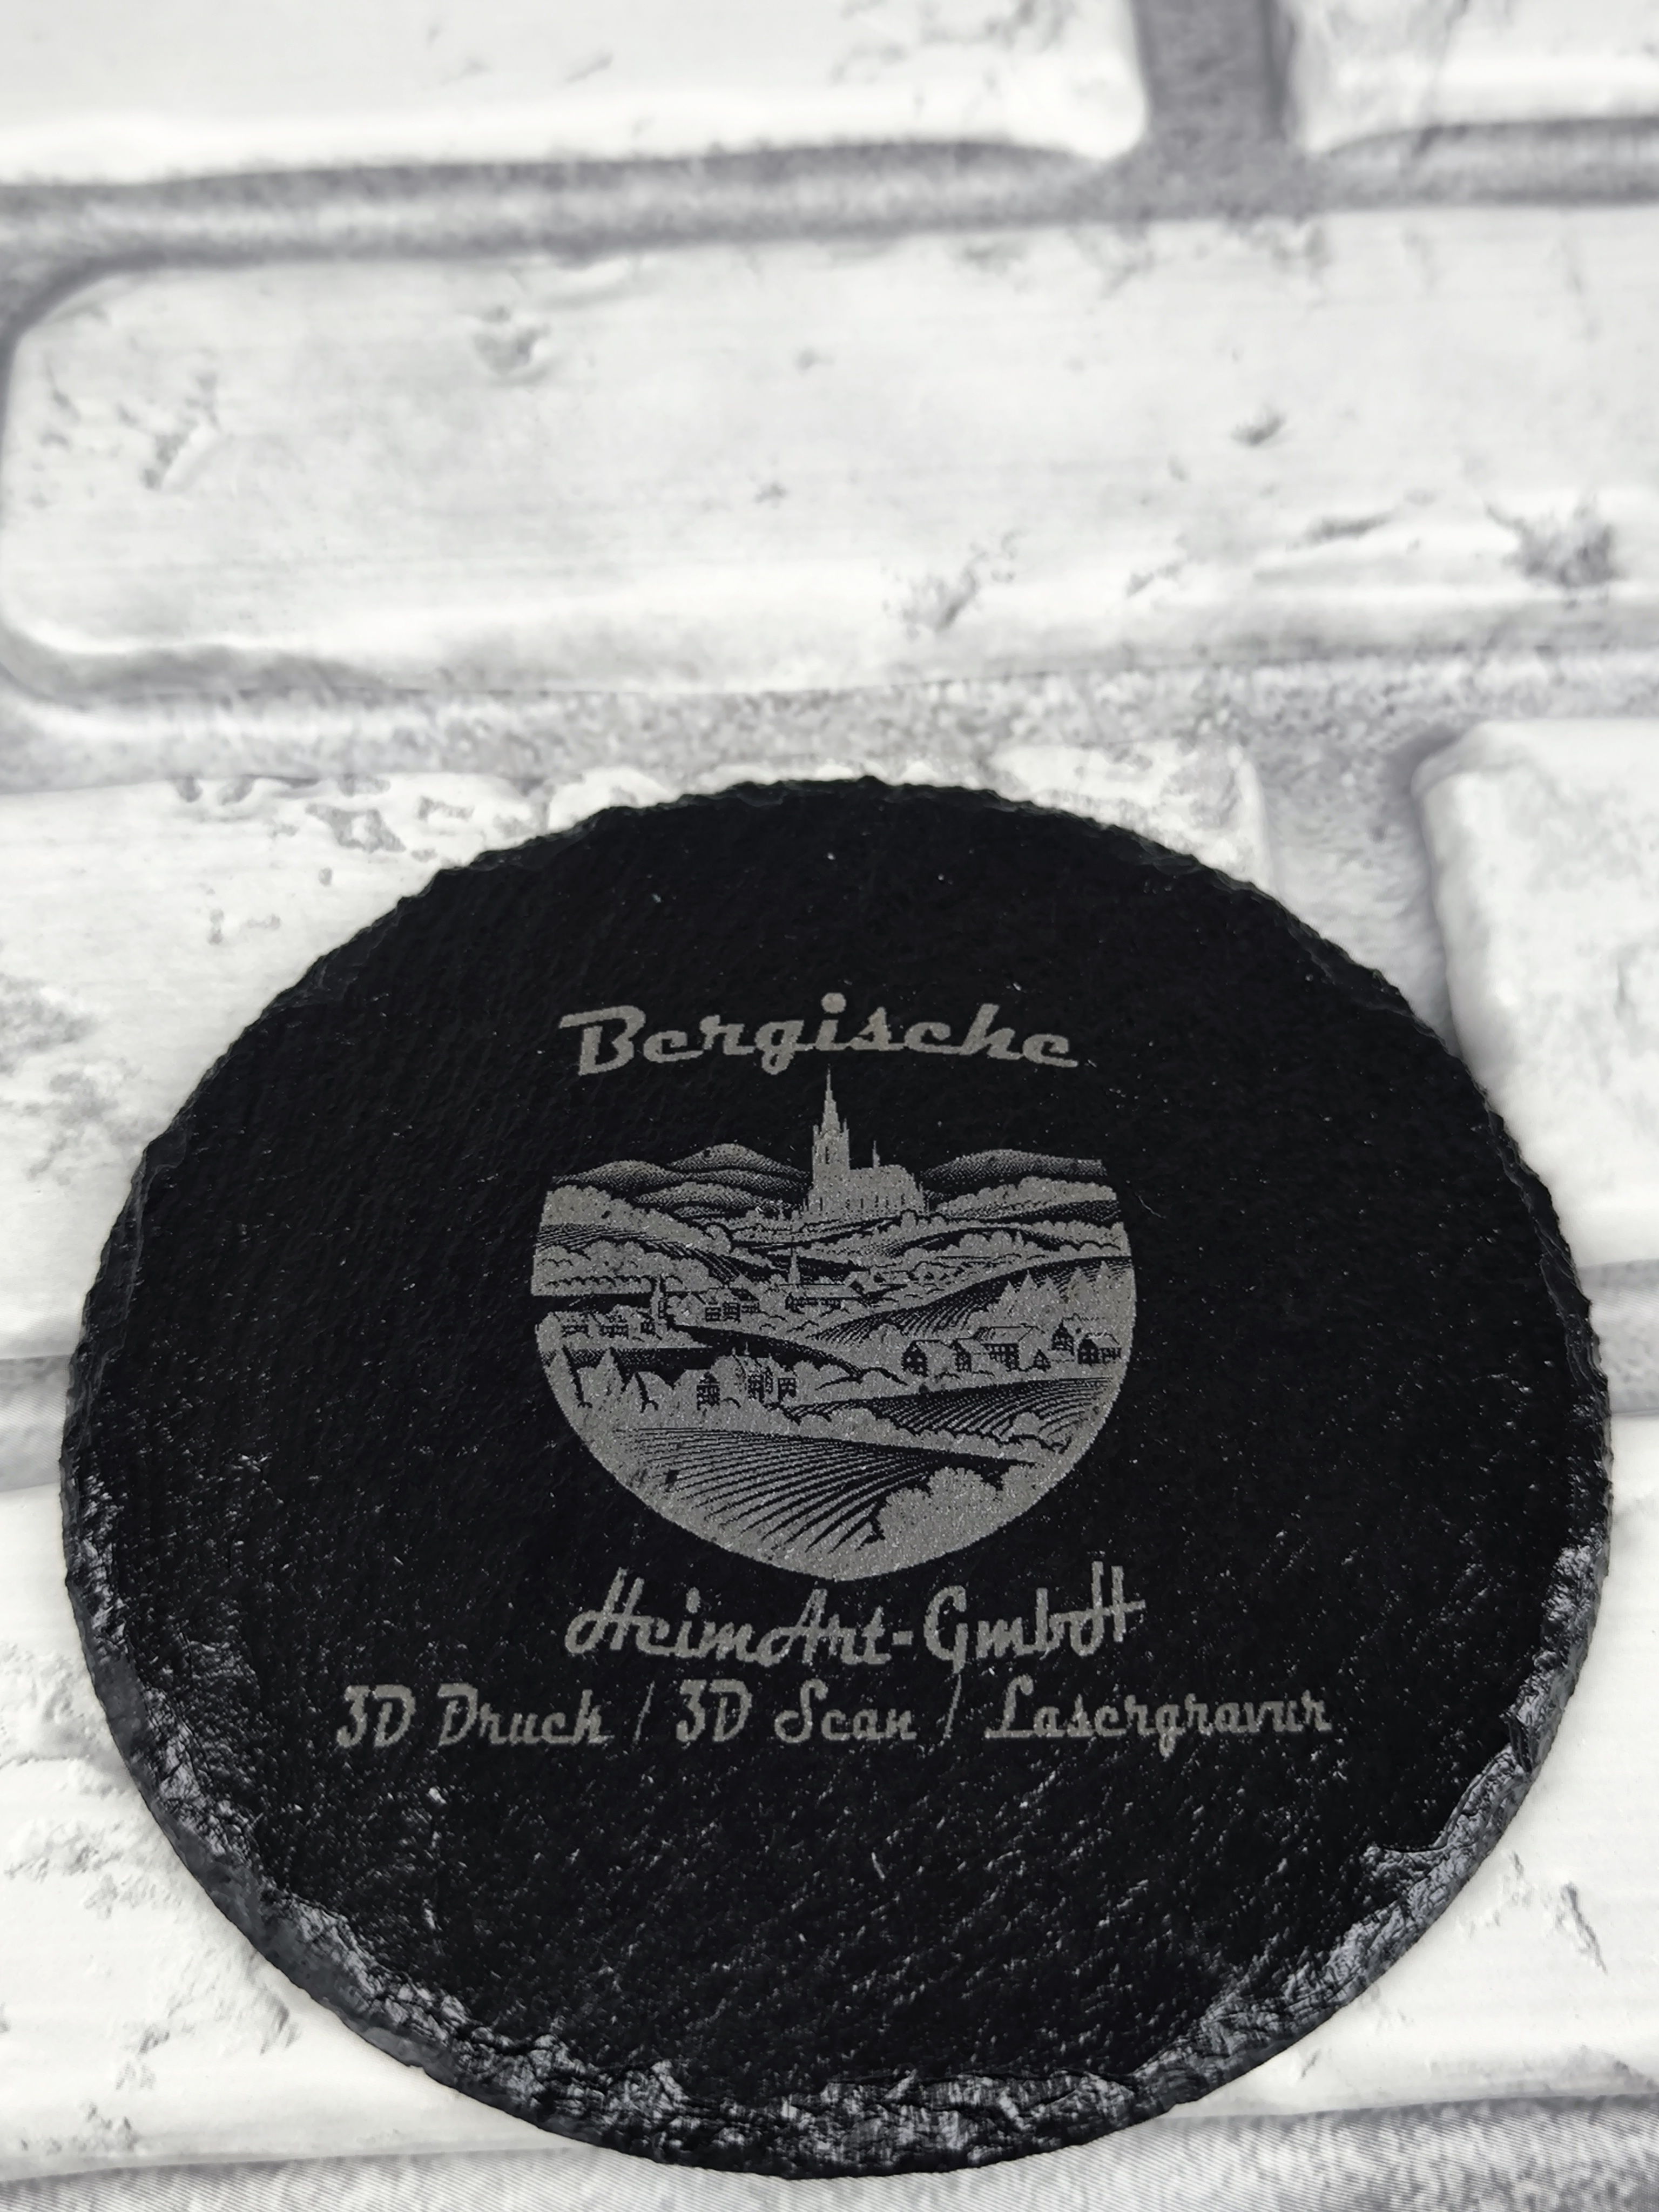 Bergische
HeimArt-GmbH
3D Druck / 3D Scan / Lasergravur